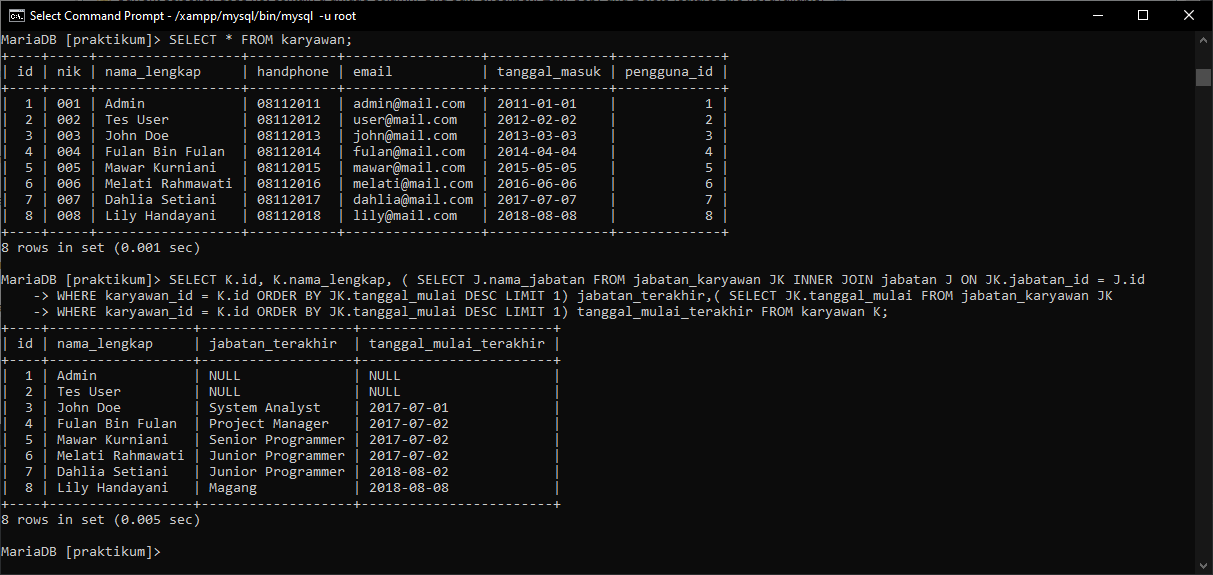 Select Command Prompt - /xampp/mysql/bin/mysql -u root
MariaDB [praktikum]> SELECT * FROM karyawan;
+----+-----+------------------+-----------+-----------------+---------------+-------------+
| id | nik | nama_lengkap     | handphone | email           | tanggal_masuk | pengguna_id |
+----+-----+------------------+-----------+-----------------+---------------+-------------+
|  1 | 001 | Admin            | 08112011  | admin@mail.com  | 2011-01-01    |           1 |
|  2 | 002 | Tes User         | 08112012  | user@mail.com   | 2012-02-02    |           2 |
|  3 | 003 | John Doe         | 08112013  | john@mail.com   | 2013-03-03    |           3 |
|  4 | 004 | Fulan Bin Fulan  | 08112014  | fulan@mail.com  | 2014-04-04    |           4 |
|  5 | 005 | Mawar Kurniani   | 08112015  | mawar@mail.com  | 2015-05-05    |           5 |
|  6 | 006 | Melati Rahmawati | 08112016  | melati@mail.com | 2016-06-06    |           6 |
|  7 | 007 | Dahlia Setiani   | 08112017  | dahlia@mail.com | 2017-07-07    |           7 |
|  8 | 008 | Lily Handayani   | 08112018  | lily@mail.com   | 2018-08-08    |           8 |
+----+-----+------------------+-----------+-----------------+---------------+-------------+
8 rows in set (0.001 sec)
MariaDB [praktikum]> SELECT K.id, K.nama_lengkap, ( SELECT J.nama_jabatan FROM jabatan_karyawan JK INNER JOIN jabatan J ON JK.jabatan_id = J.id
    -> WHERE karyawan_id = K.id ORDER BY JK.tanggal_mulai DESC LIMIT 1) jabatan_terakhir,( SELECT JK.tanggal_mulai FROM jabatan_karyawan JK
    -> WHERE karyawan_id = K.id ORDER BY JK.tanggal_mulai DESC LIMIT 1) tanggal_mulai_terakhir FROM karyawan K;
+----+------------------+-------------------+------------------------+
| id | nama_lengkap     | jabatan_terakhir  | tanggal_mulai_terakhir |
+----+------------------+-------------------+------------------------+
|  1 | Admin            | NULL              | NULL                   |
|  2 | Tes User         | NULL              | NULL                   |
|  3 | John Doe         | System Analyst    | 2017-07-01             |
|  4 | Fulan Bin Fulan  | Project Manager   | 2017-07-02             |
|  5 | Mawar Kurniani   | Senior Programmer | 2017-07-02             |
|  6 | Melati Rahmawati | Junior Programmer | 2017-07-02             |
|  7 | Dahlia Setiani   | Junior Programmer | 2018-08-02             |
|  8 | Lily Handayani   | Magang            | 2018-08-08             |
+----+------------------+-------------------+------------------------+
8 rows in set (0.005 sec)
MariaDB [praktikum]>